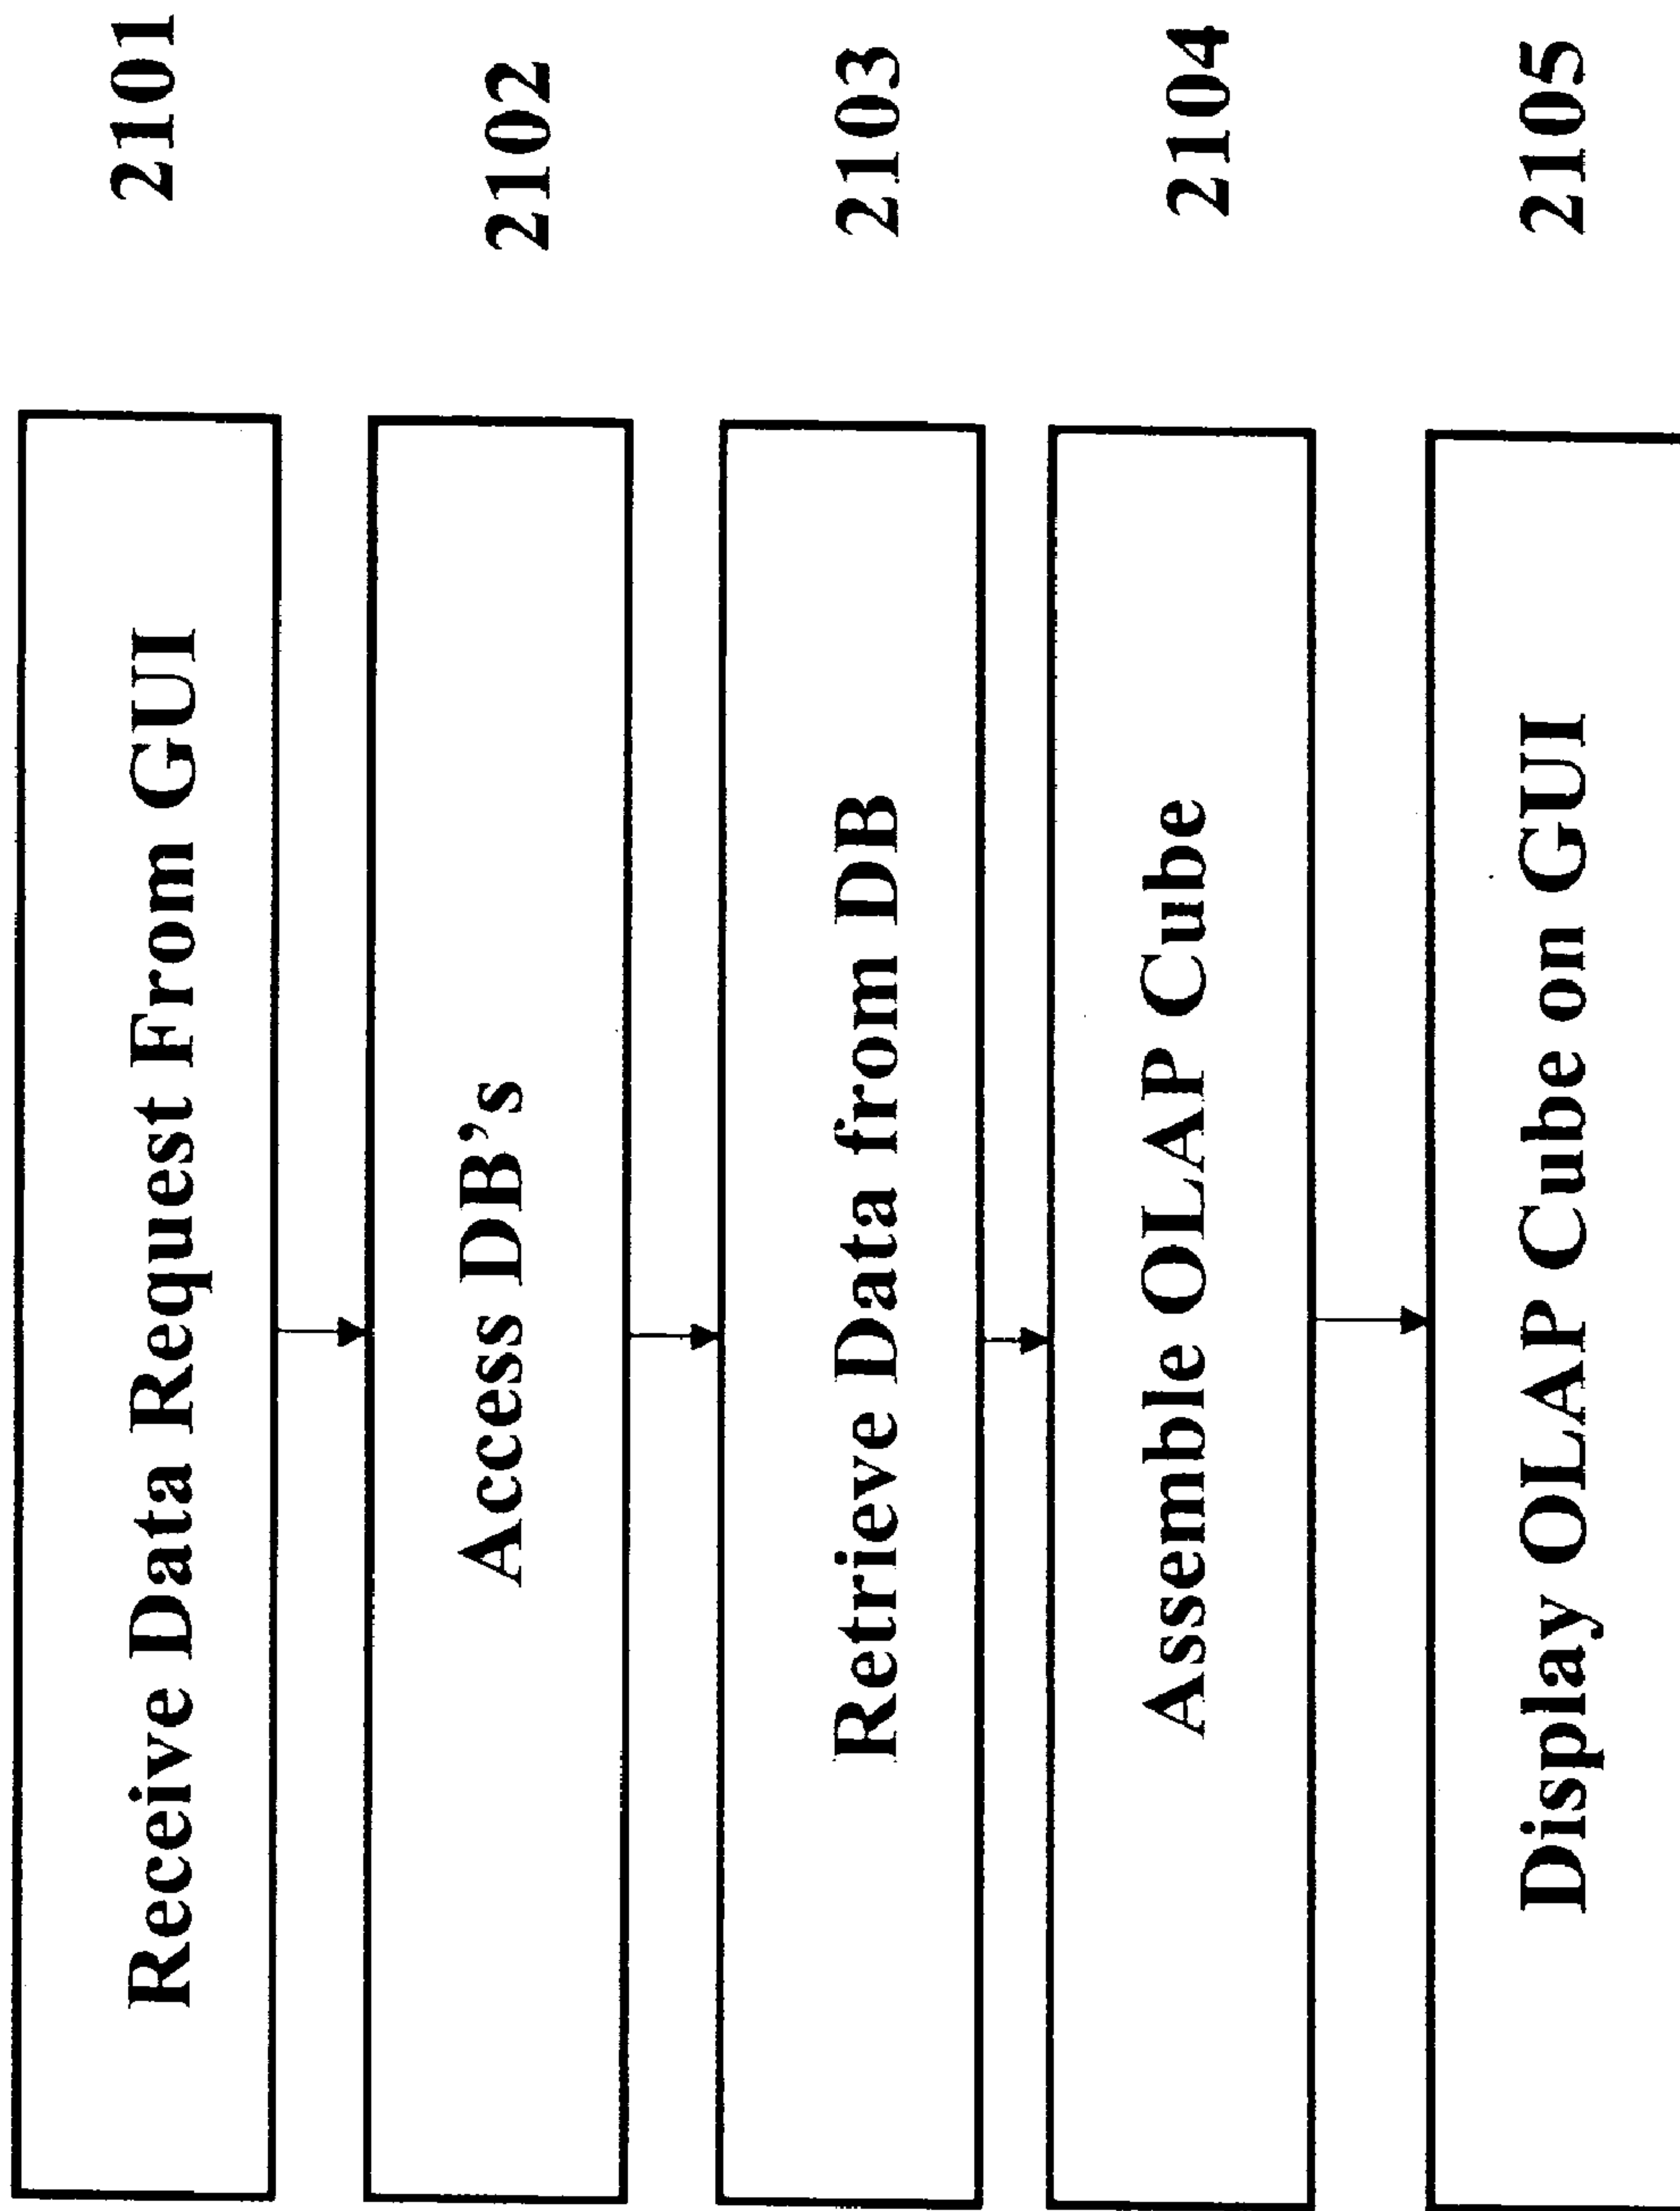 Receive Data Request From GUI 2101
Access DB's 2102
Retrieve Data from DB 2103
Assemble OLAP Cube 2104
Display OLAP Cube on GUI 2105